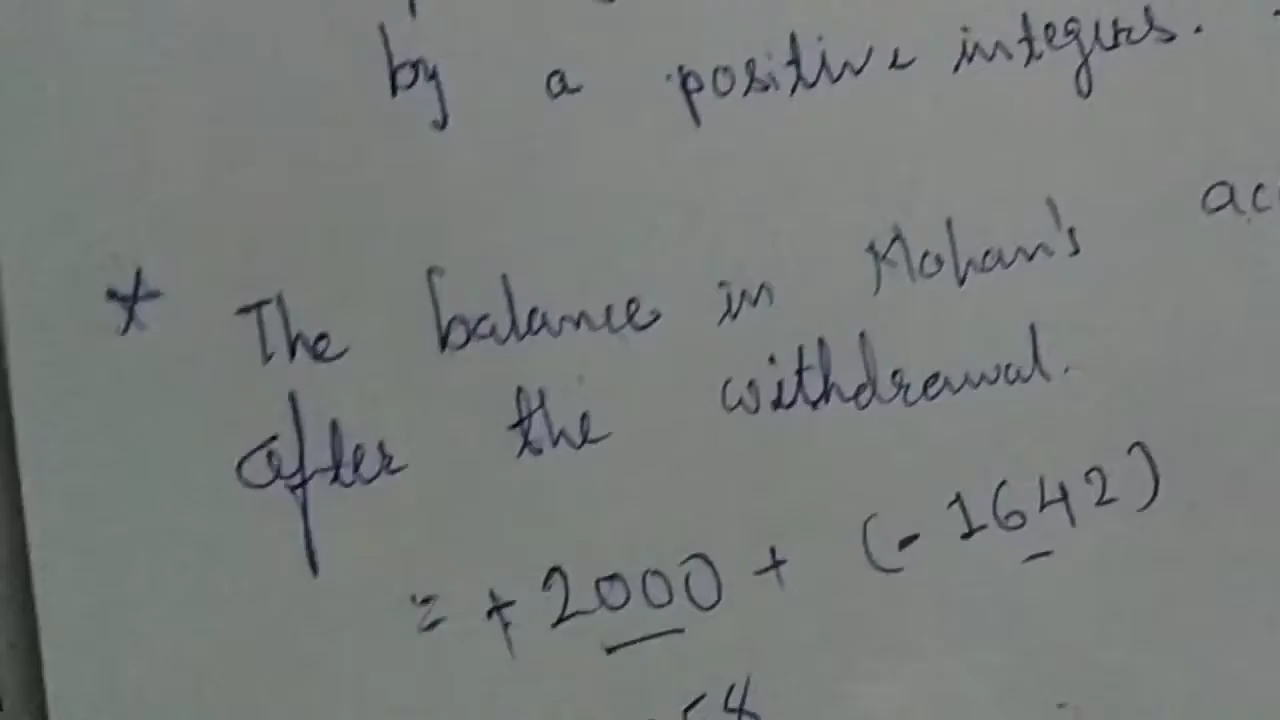 by a positive integers.
* The balance in Mohan's
after the withdrawal.
= + 2000 + (- 1642)